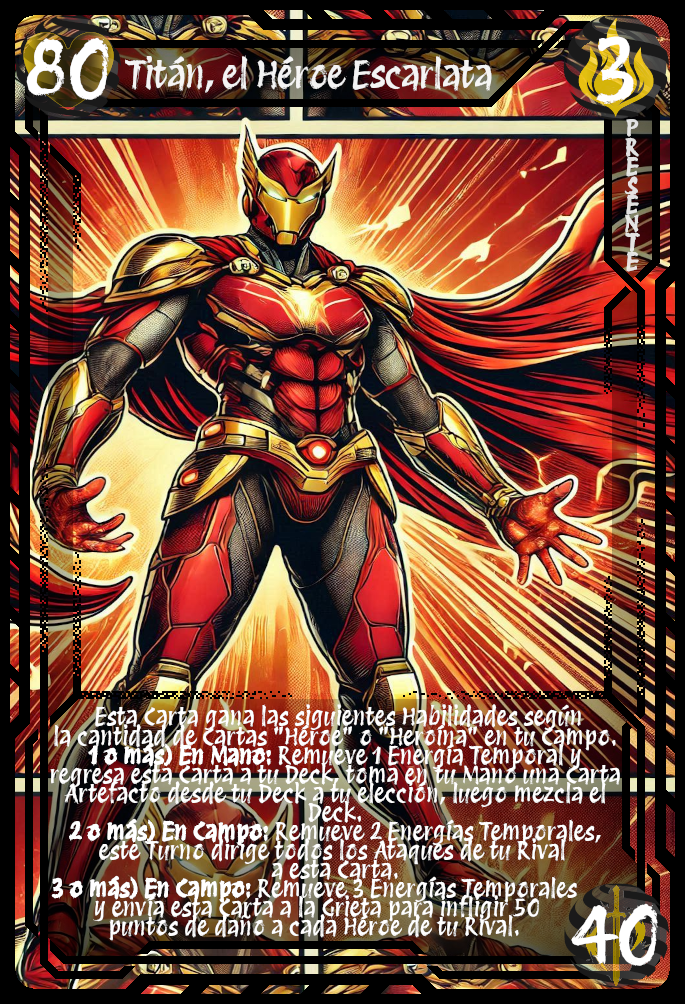 80
Titán, el Héroe Escarlata
3
PRESENTE
Esta Carta gana las siguientes Habilidades según
la cantidad de Cartas "Héroe" o "Heroína" en tu Campo.
1 o más) En Mano: Remueve 1 Energía Temporal y
regresa esta Carta a tu Deck, toma en tu Mano una Carta
Artefacto desde tu Deck a tu elección, luego mezcla el
Deck.
2 o más) En Campo: Remueve 2 Energías Temporales,
este Turno dirige todos los Ataques de tu Rival
a esta Carta.
3 o más) En Campo: Remueve 3 Energías Temporales
y envía esta Carta a la Grieta para infligir 50
puntos de daño a cada Héroe de tu Rival.
40